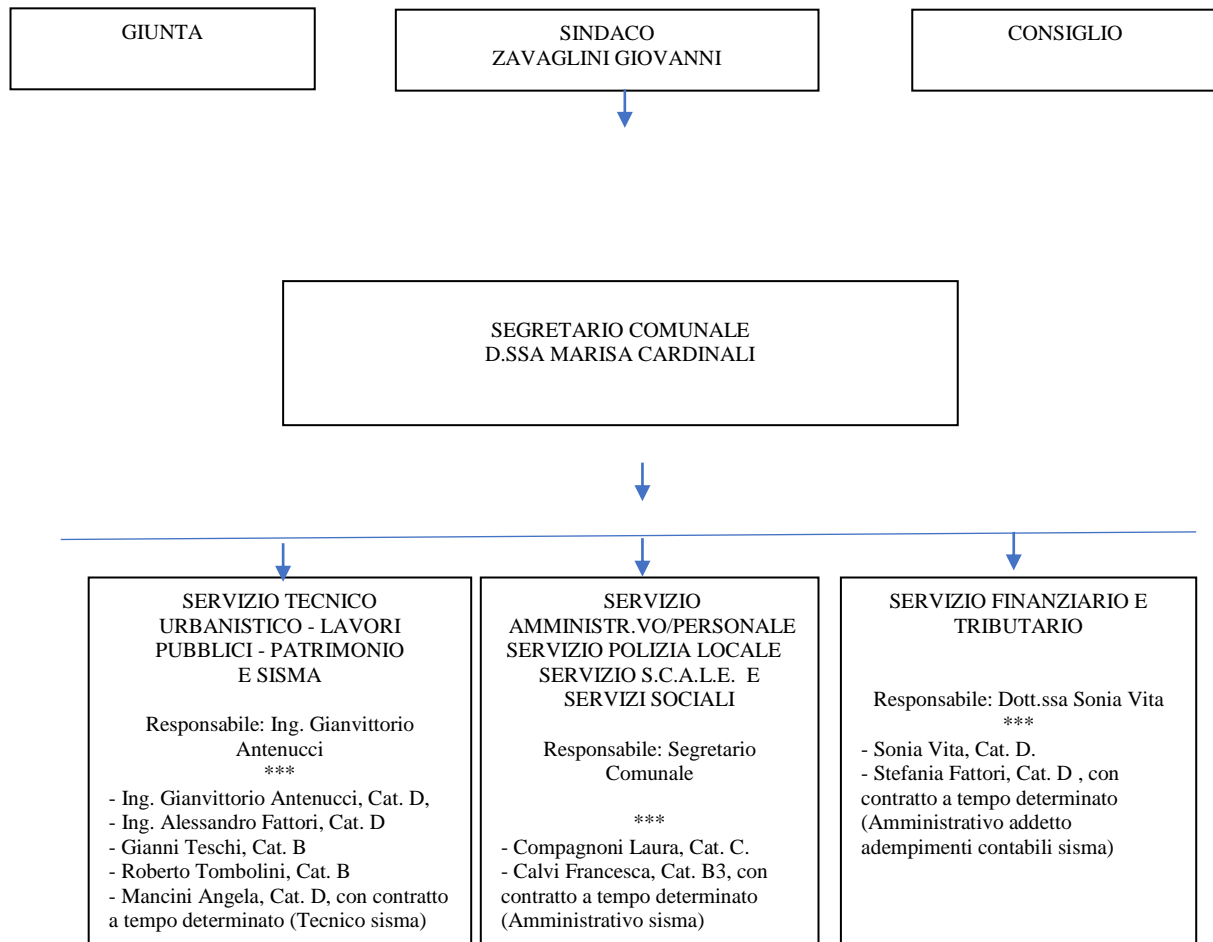 GIUNTA
SINDACO
ZAVAGLINI GIOVANNI
CONSIGLIO
SEGRETARIO COMUNALE
D.SSA MARISA CARDINALI
SERVIZIO TECNICO
URBANISTICO - LAVORI
PUBBLICI - PATRIMONIO
E SISMA
Responsabile: Ing. Gianvittorio
Antenucci
***
- Ing. Gianvittorio Antenucci, Cat. D,
- Ing. Alessandro Fattori, Cat. D
- Gianni Teschi, Cat. B
- Roberto Tombolini, Cat. B
- Mancini Angela, Cat. D, con contratto
a tempo determinato (Tecnico sisma)
SERVIZIO
AMMINISTR.VO/PERSONALE
SERVIZIO POLIZIA LOCALE
SERVIZIO S.C.A.L.E. E
SERVIZI SOCIALI
Responsabile: Segretario
Comunale
***
- Compagnoni Laura, Cat. C.
- Calvi Francesca, Cat. B3, con
contratto a tempo determinato
(Amministrativo sisma)
SERVIZIO FINANZIARIO E
TRIBUTARIO
Responsabile: Dott.ssa Sonia Vita
***
- Sonia Vita, Cat. D.
- Stefania Fattori, Cat. D , con
contratto a tempo determinato
(Amministrativo addetto
adempimenti contabili sisma)